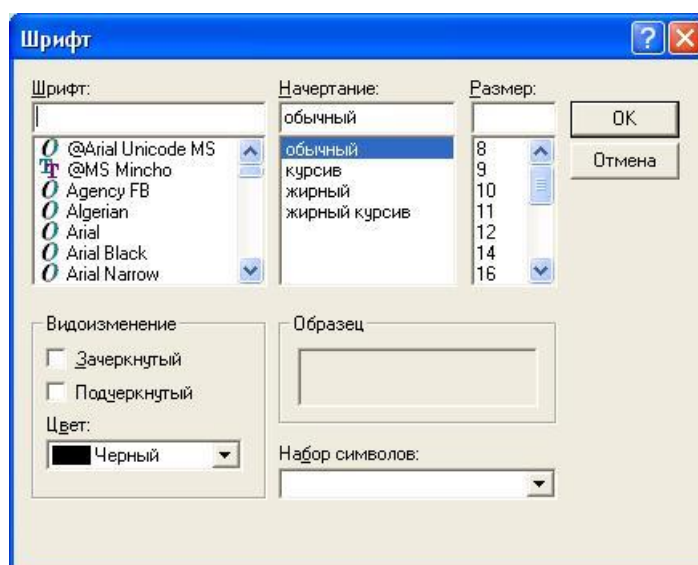 Шрифт
Шрифт:
Начертание:
Размер:
обычный
OK
Отмена
@Arial Unicode MS
@MS Mincho
Agency FB
Algerian
Arial
Arial Black
Arial Narrow
обычный
курсив
жирный
жирный курсив
8
9
10
11
12
14
16
Видоизменение
Зачеркнутый
Подчеркнутый
Цвет:
Черный
Образец
Набор символов: